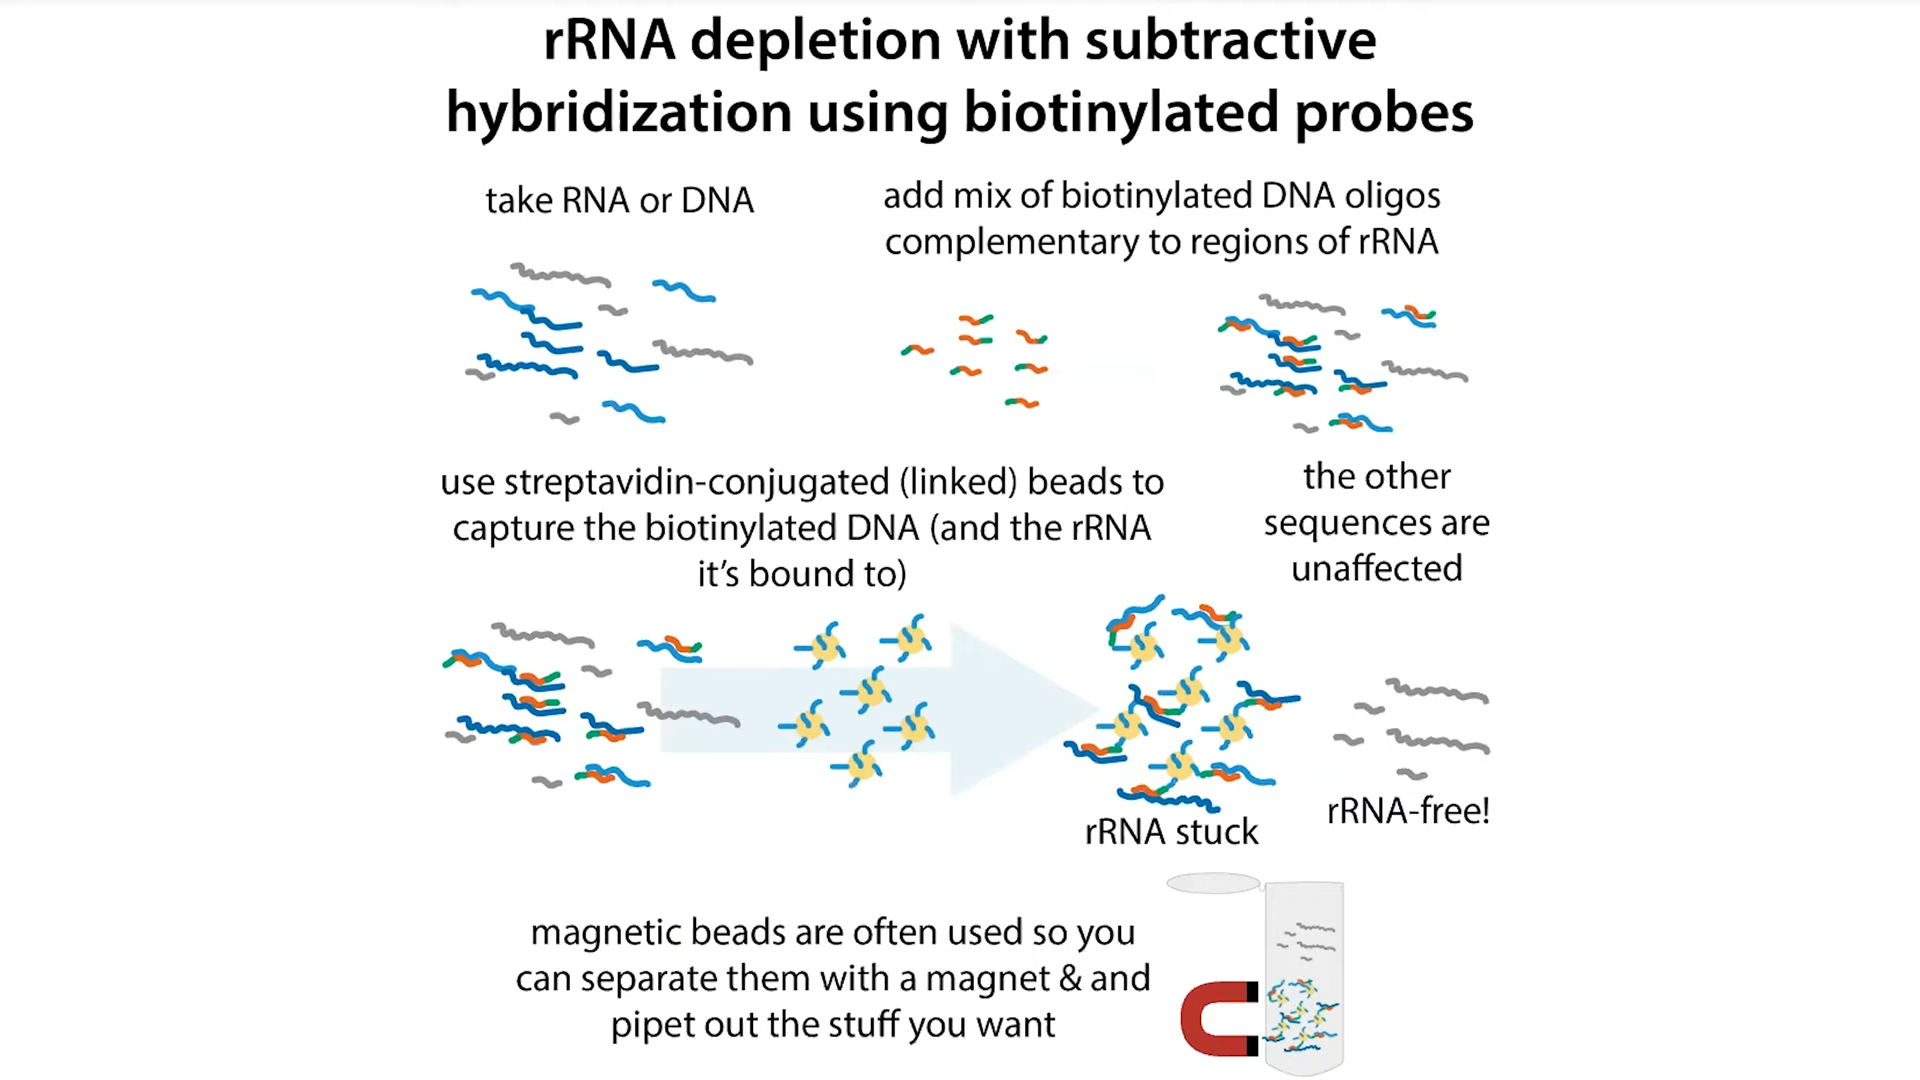 rRNA depletion with subtractive
hybridization using biotinylated probes
take RNA or DNA
add mix of biotinylated DNA oligos
complementary to regions of rRNA
use streptavidin-conjugated (linked) beads to
capture the biotinylated DNA (and the rRNA
it’s bound to)
the other
sequences are
unaffected
rRNA stuck
rRNA-free!
magnetic beads are often used so you
can separate them with a magnet & and
pipet out the stuff you want